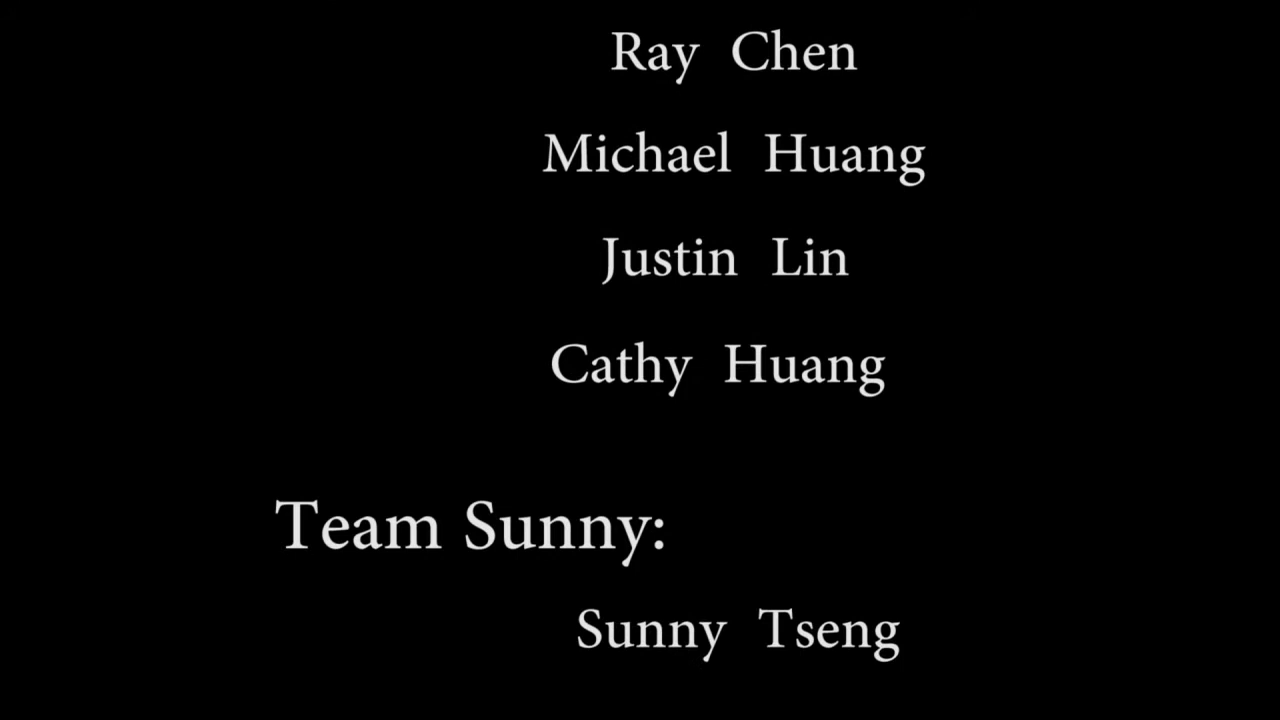 Ray Chen
Michael Huang
Justin Lin
Cathy Huang
Team Sunny:
Sunny Tseng